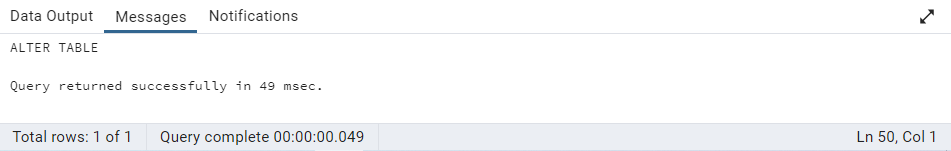 Data Output Messages Notifications
ALTER TABLE
Query returned successfully in 49 msec.
Total rows: 1 of 1 Query complete 00:00:00.049 Ln 50, Col 1